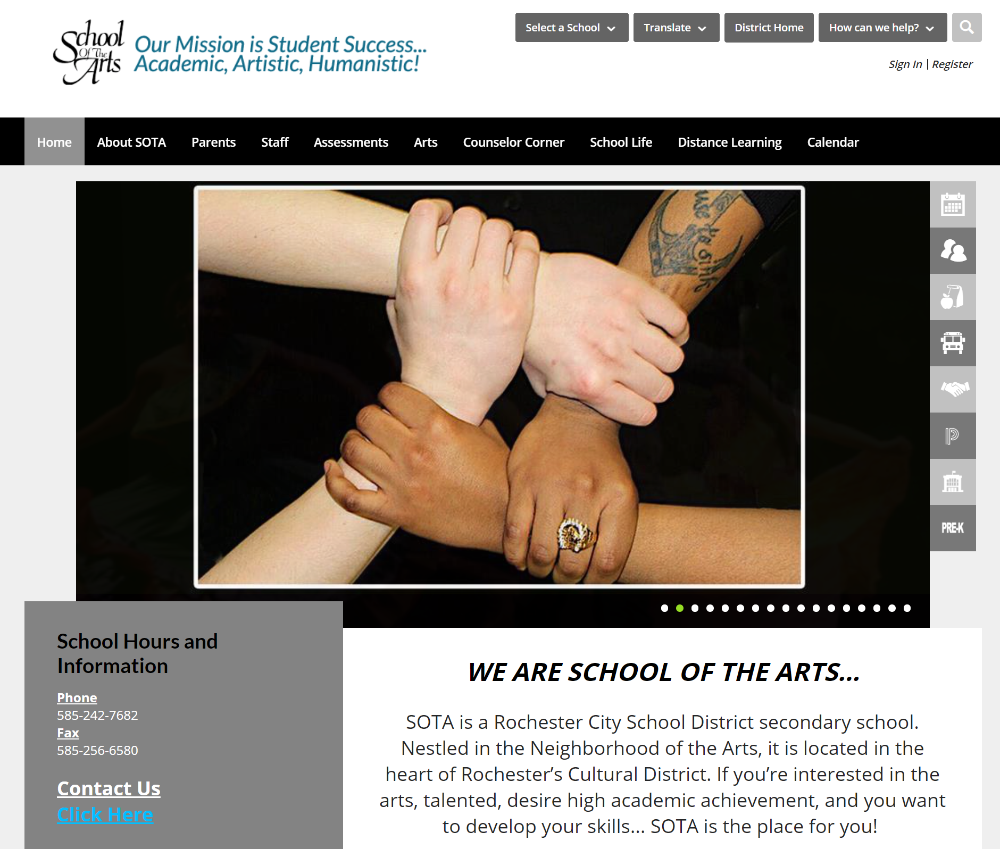 School
Of The
Arts
Our Mission is Student Success...
Academic, Artistic, Humanistic!
Select a School
Translate
District Home
How can we help?
Sign In | Register
Home
About SOTA
Parents
Staff
Assessments
Arts
Counselor Corner
School Life
Distance Learning
Calendar
to sink
P
PRE-K
School Hours and
Information
Phone
585-242-7682
Fax
585-256-6580
Contact Us
Click Here
WE ARE SCHOOL OF THE ARTS...
SOTA is a Rochester City School District secondary school.
Nestled in the Neighborhood of the Arts, it is located in the
heart of Rochester’s Cultural District. If you’re interested in the
arts, talented, desire high academic achievement, and you want
to develop your skills... SOTA is the place for you!